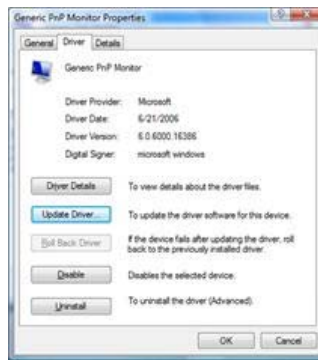 Generic PnP Monitor Properties
General Driver Details
Generic PnP Monitor
Driver Provider: Microsoft
Driver Date: 6/21/2006
Driver Version: 6.0.6000.16386
Digital Signer: microsoft windows
Driver Details To view details about the driver files.
Update Driver... To update the driver software for this device.
Roll Back Driver If the device fails after updating the driver, roll
back to the previously installed driver.
Disable Disables the selected device.
Uninstall To uninstall the driver (Advanced).
OK Cancel